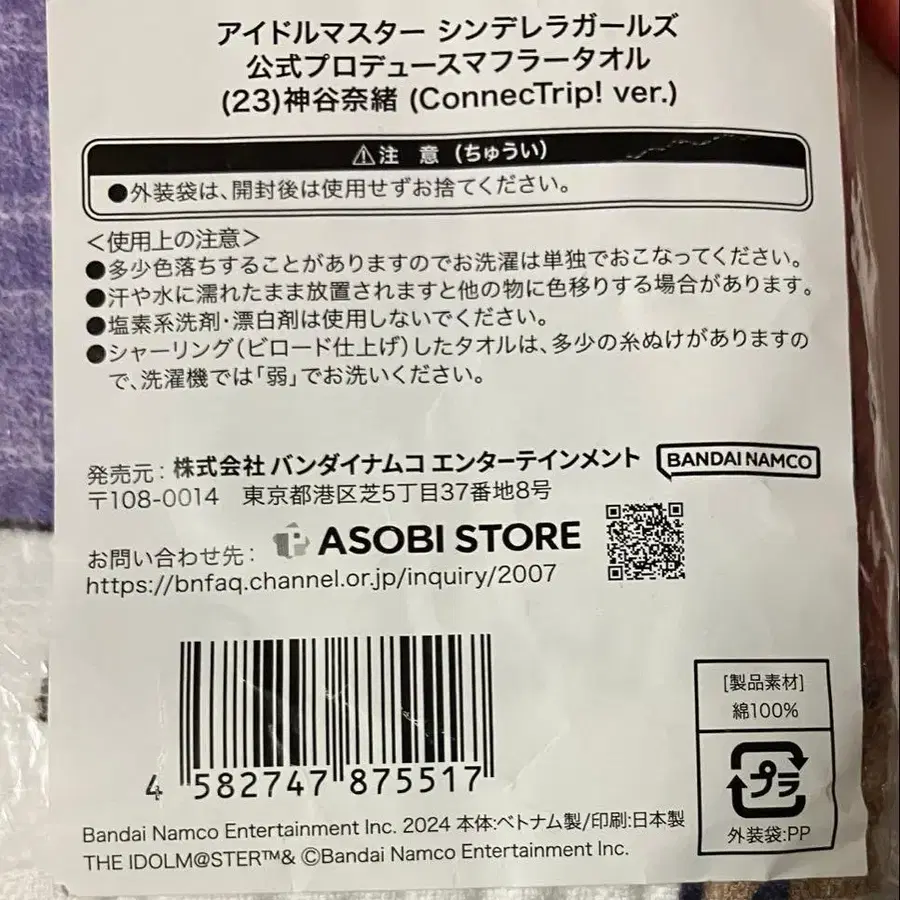 アイドルマスター シンデレラガールズ
公式プロデュースマフラータオル
(23)神谷奈緒 (ConnecTrip! ver.)
⚠注 意 (ちゅうい)
●外装袋は、開封後は使用せずお捨てください。
＜使用上の注意＞
●多少色落ちすることがありますのでお洗濯は単独でおこなってください。
●汗や水に濡れたまま放置されますと他の物に色移りする場合があります。
●塩素系洗剤・漂白剤は使用しないでください。
●シャーリング(ビロード仕上げ)したタオルは、多少の糸ぬけがありますの
で、洗濯機では「弱」でお洗いください。
発売元：株式会社 バンダイナムコ エンターテインメント
BANDAI NAMCO
〒108-0014 東京都港区芝5丁目37番地8号
お問い合わせ先：ASOBI STORE
https://bnfaq.channel.or.jp/inquiry/2007
4 582747 875517
[製品素材]
綿100%
プラ
外装袋:PP
Bandai Namco Entertainment Inc. 2024 本体:ベトナム製/印刷:日本製
THE IDOLM@STER™& ©Bandai Namco Entertainment Inc.